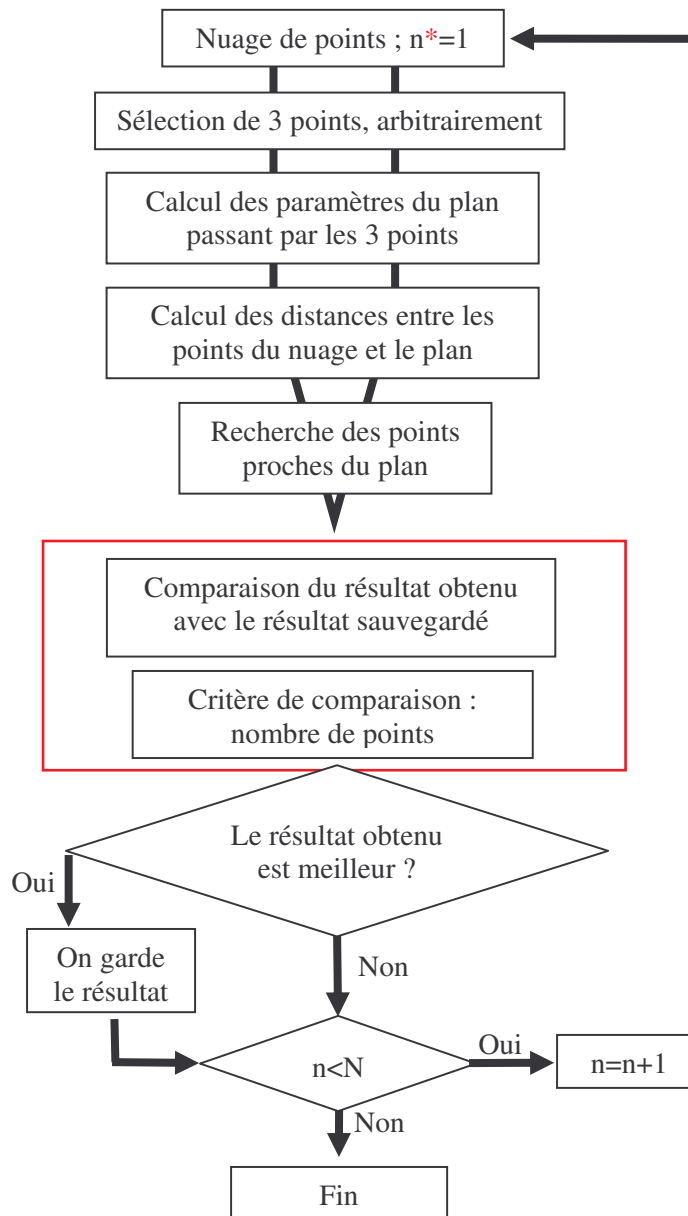 Nuage de points ; n*=1
Sélection de 3 points, arbitrairement
Calcul des paramètres du plan
passant par les 3 points
Calcul des distances entre les
points du nuage et le plan
Recherche des points
proches du plan
Comparaison du résultat obtenu
avec le résultat sauvegardé
Critère de comparaison :
nombre de points
Le résultat obtenu
est meilleur ?
Oui
On garde
le résultat
Non
n<N
Oui
n=n+1
Non
Fin